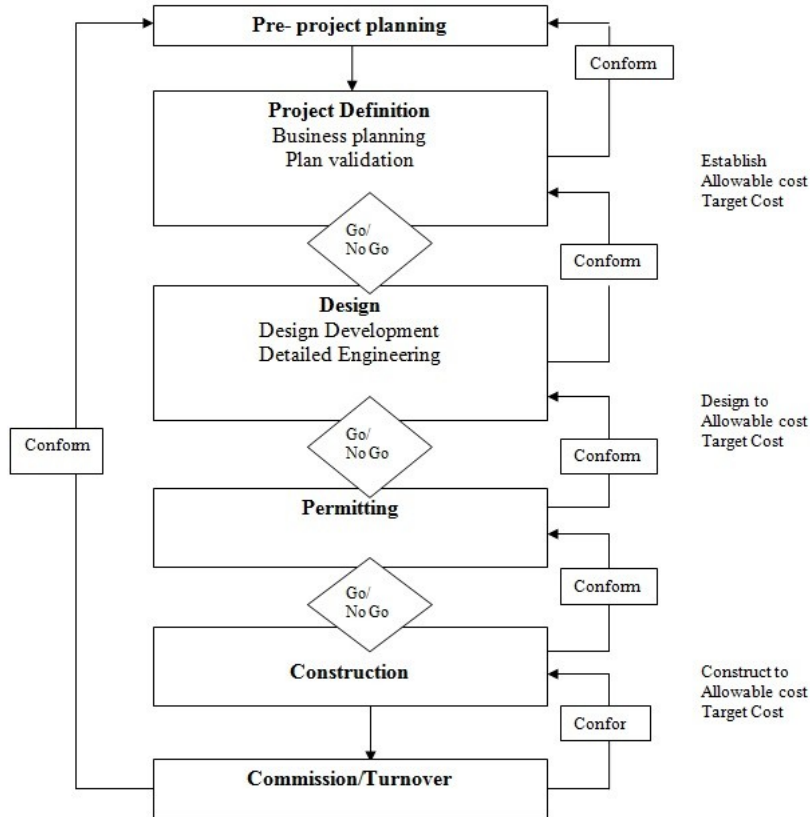 Pre- project planning
Conform
Project Definition
Business planning
Plan validation
Establish
Allowable cost
Target Cost
Go/
No Go
Conform
Design
Design Development
Detailed Engineering
Design to
Allowable cost
Target Cost
Go/
No Go
Conform
Conform
Permitting
Go/
No Go
Conform
Construction
Construct to
Allowable cost
Target Cost
Confor
Commission/Turnover